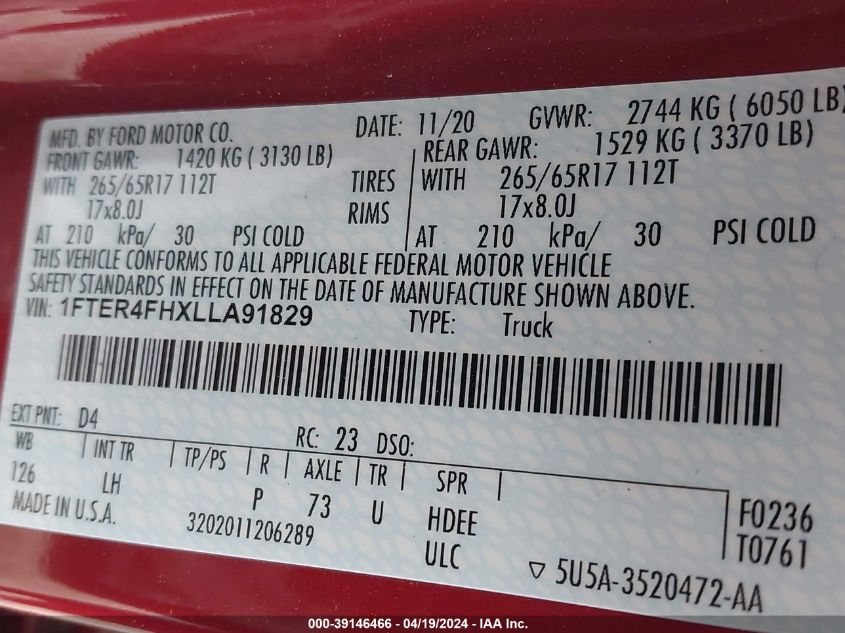 MFD. BY FORD MOTOR CO. DATE: 11/20 GVWR: 2744 KG ( 6050 LB)
FRONT GAWR: 1420 KG ( 3130 LB) REAR GAWR: 1529 KG ( 3370 LB)
WITH 265/65R17 112T TIRES WITH 265/65R17 112T
17x8.0J RIMS 17x8.0J
AT 210 kPa/ 30 PSI COLD AT 210 kPa/ 30 PSI COLD
THIS VEHICLE CONFORMS TO ALL APPLICABLE FEDERAL MOTOR VEHICLE
SAFETY STANDARDS IN EFFECT ON THE DATE OF MANUFACTURE SHOWN ABOVE.
VIN: 1FTER4FHXLLA91829 TYPE: Truck
EXT PNT: D4 RC: 23 DSO:
WB INT TR TP/PS R AXLE TR SPR
126 LH P 73 U HDEE F0236
MADE IN U.S.A. 3202011206289 ULC T0761
▽ 5U5A-3520472-AA
000-39146466 - 04/19/2024 - IAA Inc.